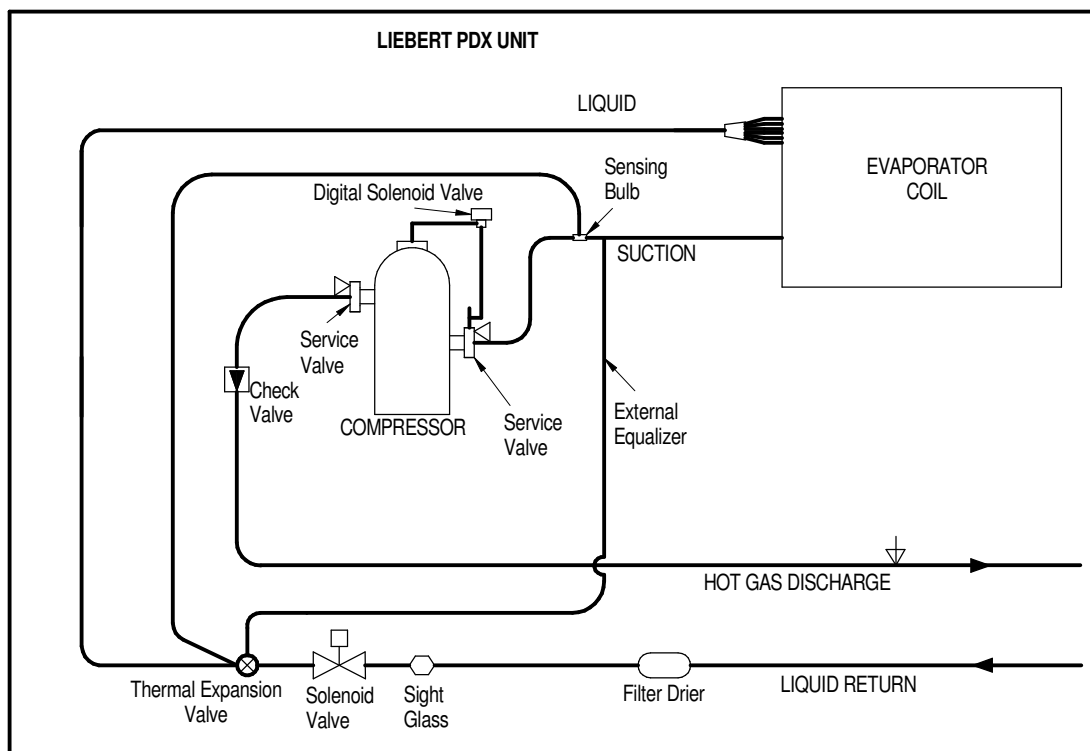 LIEBERT PDX UNIT
LIQUID
EVAPORATOR
COIL
Sensing
Bulb
Digital Solenoid Valve
SUCTION
Service
Valve
Check
Valve
COMPRESSOR
Service
Valve
External
Equalizer
HOT GAS DISCHARGE
Thermal Expansion
Valve
Solenoid
Valve
Sight
Glass
Filter Drier
LIQUID RETURN